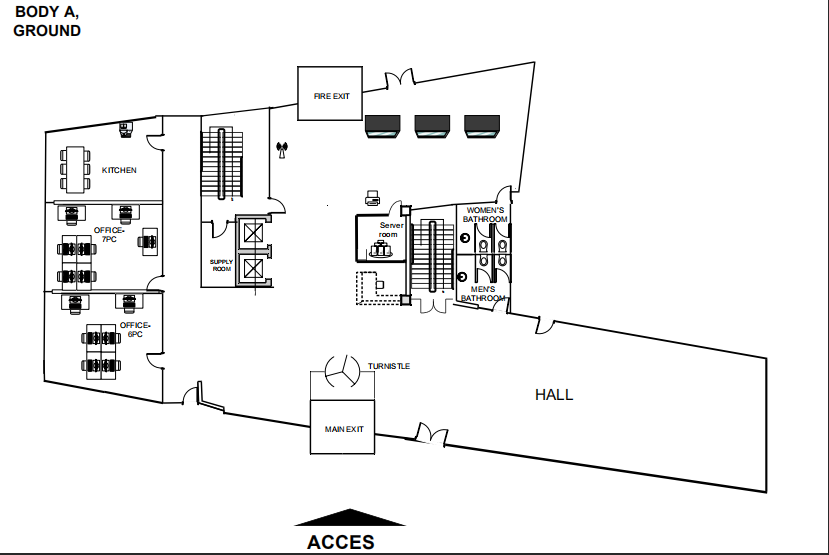 BODY A,
GROUND
FIRE EXIT
KITCHEN
WOMEN'S
BATHROOM
Server
room
OFFICE-
7PC
SUPPLY
ROOM
MEN'S
BATHROOM
OFFICE-
6PC
TURNISTLE
HALL
MAIN EXIT
ACCES